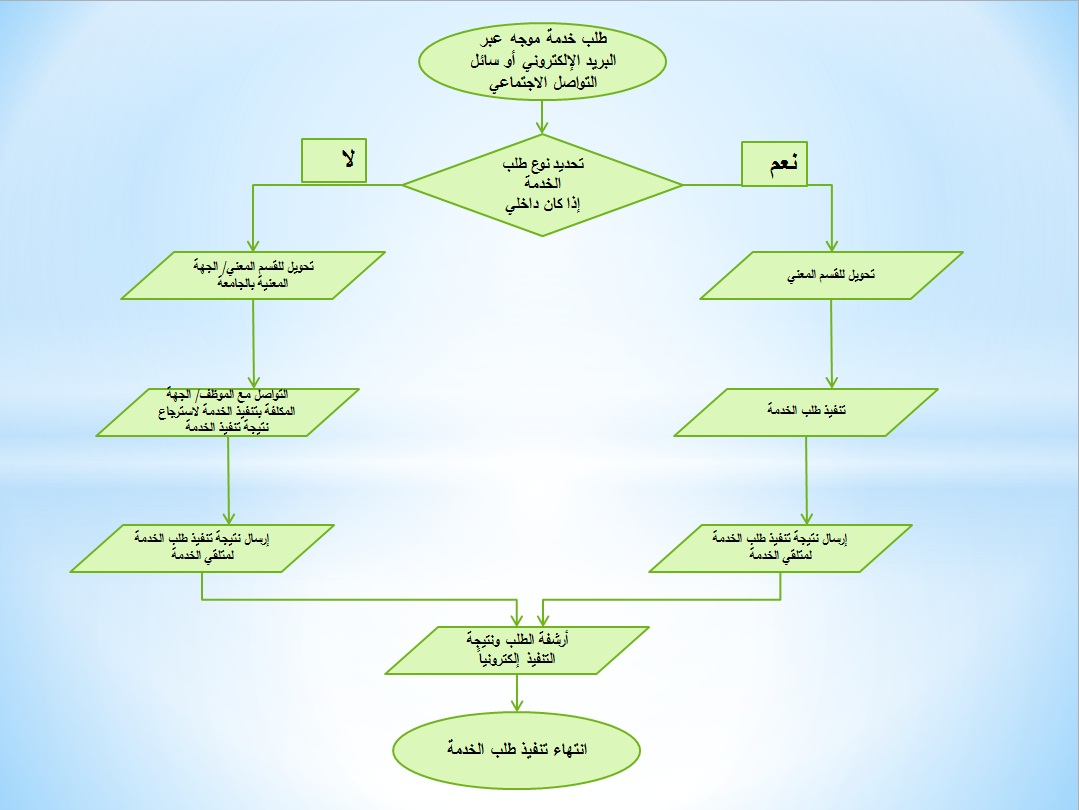 طلب خدمة موجه عبر
البريد الإلكتروني أو سائل
التواصل الاجتماعي
تحديد نوع طلب
الخدمة
إذا كان داخلي
نعم
لا
تحويل للقسم المعني
تحويل للقسم المعني/ الجهة
المعنية بالجامعة
تنفيذ طلب الخدمة
التواصل مع الموظف/ الجهة
المكلفة بتنفيذ الخدمة لاسترجاع
نتيجة تنفيذ الخدمة
إرسال نتيجة تنفيذ طلب الخدمة
لمتلقي الخدمة
إرسال نتيجة تنفيذ طلب الخدمة
لمتلقي الخدمة
أرشفة الطلب ونتيجة
التنفيذ إلكترونياً
انتهاء تنفيذ طلب الخدمة